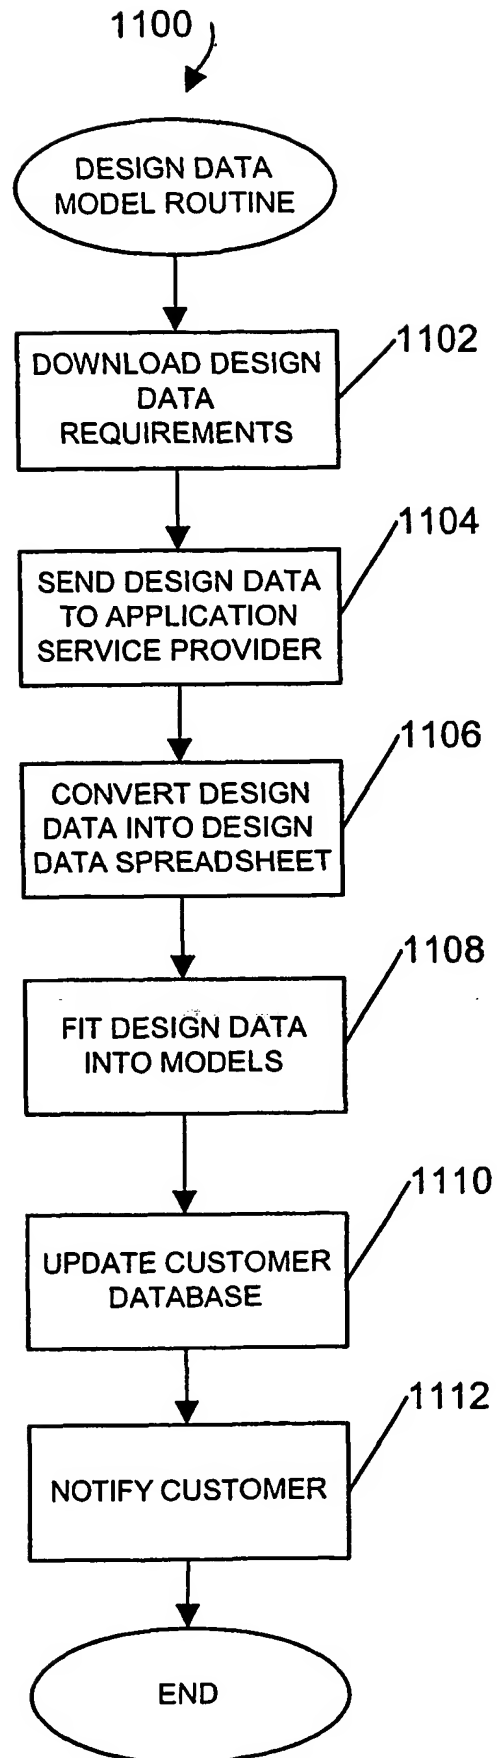 1100
DESIGN DATA
MODEL ROUTINE
1102
DOWNLOAD DESIGN
DATA
REQUIREMENTS
1104
SEND DESIGN DATA
TO APPLICATION
SERVICE PROVIDER
1106
CONVERT DESIGN
DATA INTO DESIGN
DATA SPREADSHEET
1108
FIT DESIGN DATA
INTO MODELS
1110
UPDATE CUSTOMER
DATABASE
1112
NOTIFY CUSTOMER
END